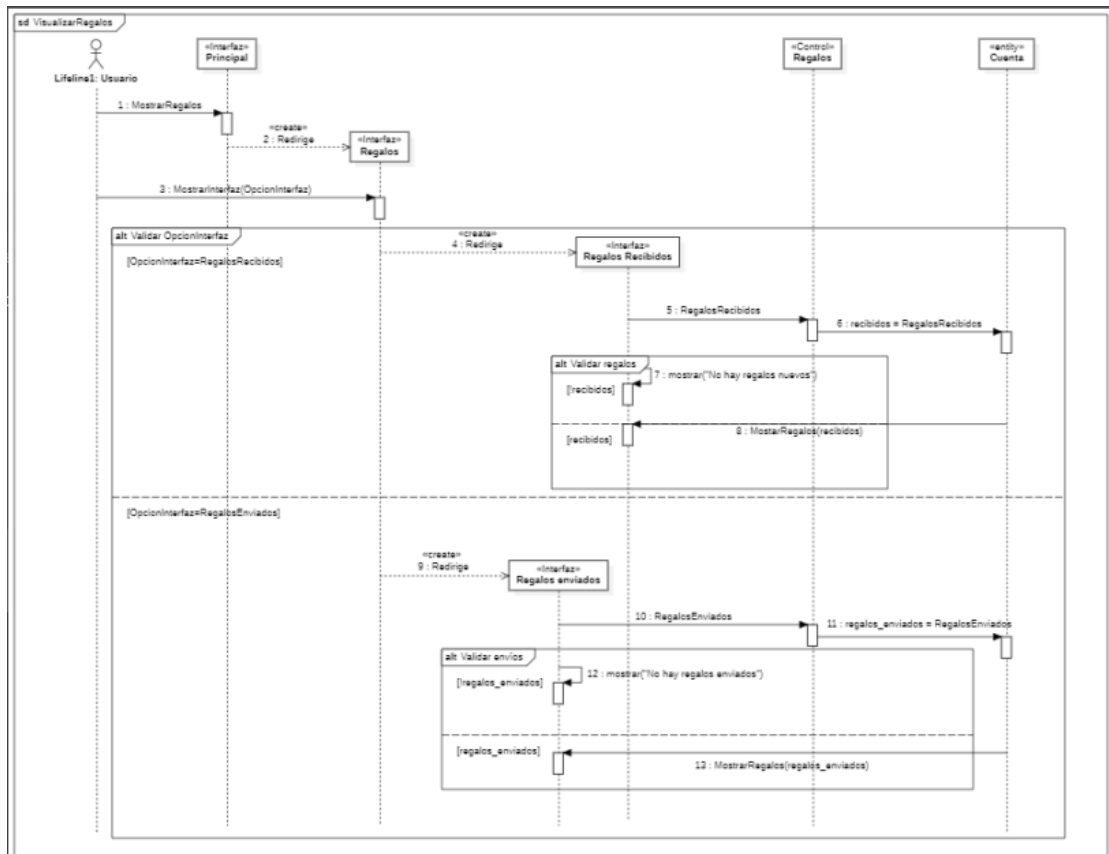 sd VisualizarRegalos
«Interfaz»
Principal
«Control»
Regalos
«entity»
Cuenta
Lifeline1: Usuario
1 : MostrarRegalos
«create»
2 : Redirige
«Interfaz»
Regalos
3 : MostrarInterfaz(OpcionInterfaz)
alt Validar OpcionInterfaz
[OpcionInterfaz=RegalosRecibidos]
«create»
4 : Redirige
«Interfaz»
Regalos Recibidos
5 : RegalosRecibidos
6 : recibidos = RegalosRecibidos
alt Validar regalos
7 : mostrar("No hay regalos nuevos")
[!recibidos]
8 : MostarRegalos(recibidos)
[recibidos]
[OpcionInterfaz=RegalosEnviados]
«create»
9 : Redirige
«Interfaz»
Regalos enviados
10 : RegalosEnviados
11 : regalos_enviados = RegalosEnviados
alt Validar envíos
12 : mostrar("No hay regalos enviados")
[!regalos_enviados]
[regalos_enviados]
13 : MostrarRegalos(regalos_enviados)